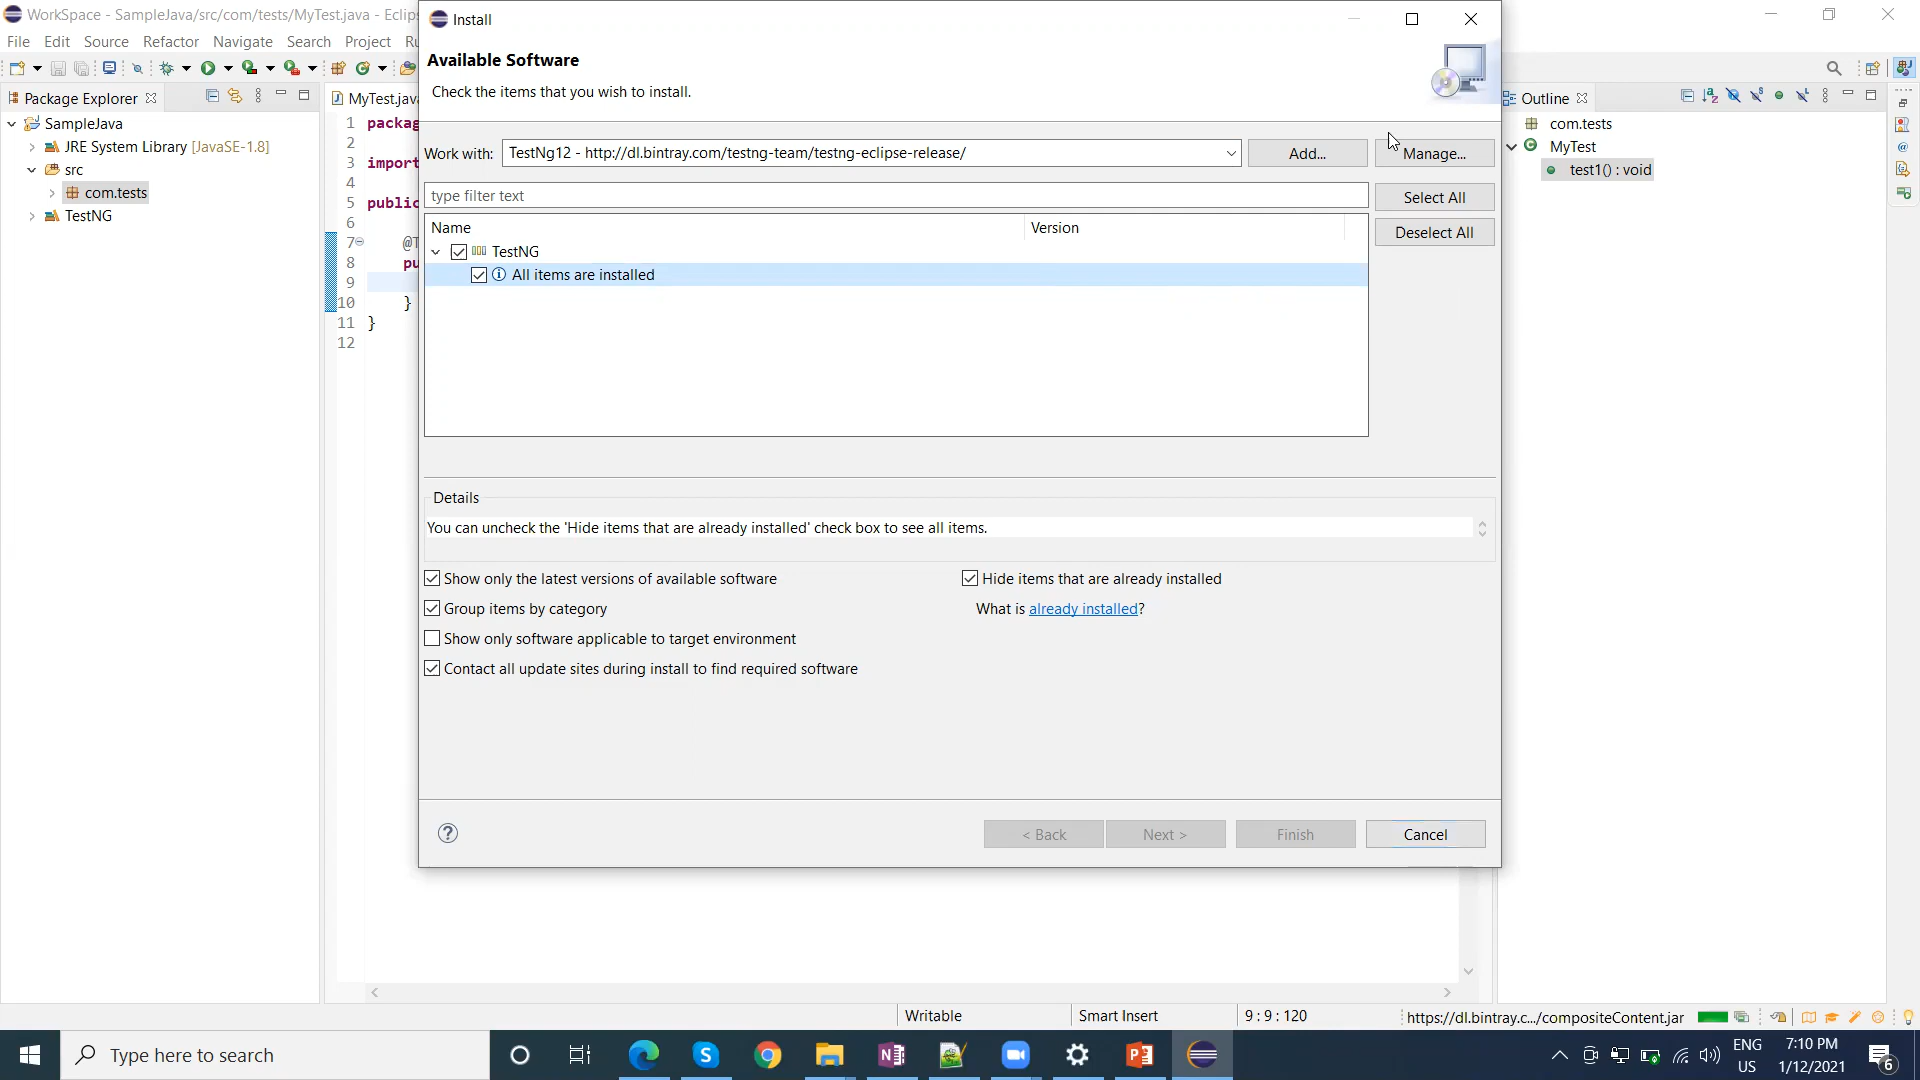 WorkSpace - SampleJava/src/com/tests/MyTest.java - Eclips
File Edit Source Refactor Navigate Search Project Ru
Package Explorer
SampleJava
JRE System Library [JavaSE-1.8]
src
com.tests
TestNG
MyTest.java
1 packag
2
3 import
4
5 public
6
7 @T
8 pu
9
10 }
11 }
12
Install
Available Software
Check the items that you wish to install.
Work with: TestNg12 - http://dl.bintray.com/testng-team/testng-eclipse-release/ Add... Manage...
type filter text
Select All
Deselect All
Name Version
TestNG
All items are installed
Details
You can uncheck the 'Hide items that are already installed' check box to see all items.
Show only the latest versions of available software
Hide items that are already installed
Group items by category
What is already installed?
Show only software applicable to target environment
Contact all update sites during install to find required software
? < Back Next > Finish Cancel
Outline
com.tests
MyTest
test1() : void
Writable Smart Insert 9 : 9 : 120 https://dl.bintray.c.../compositeContent.jar
Type here to search
ENG
US
7:10 PM
1/12/2021
6